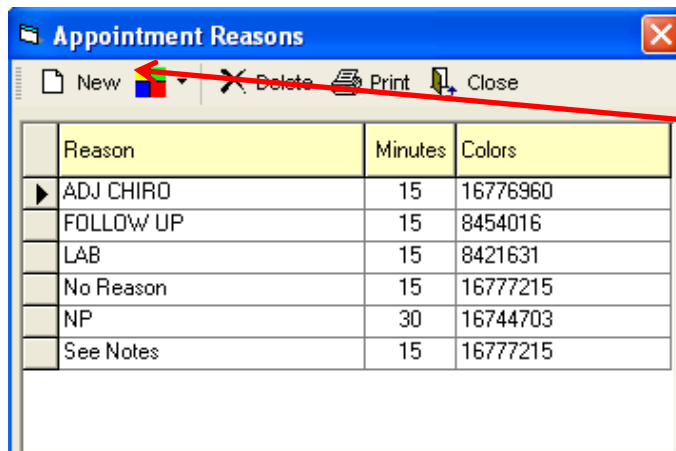 Appointment Reasons
New Delete Print Close
Reason Minutes Colors
ADJ CHIRO 15 16776960
FOLLOW UP 15 8454016
LAB 15 8421631
No Reason 15 16777215
NP 30 16744703
See Notes 15 16777215